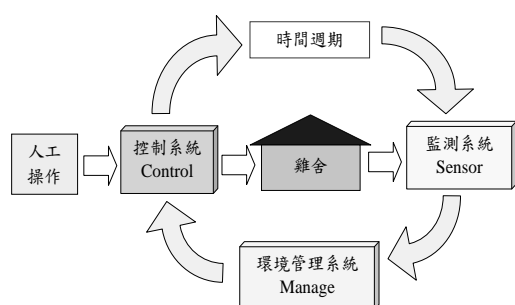 時間週期
人工
操作
控制系統
Control
雞舍
監測系統
Sensor
環境管理系統
Manage